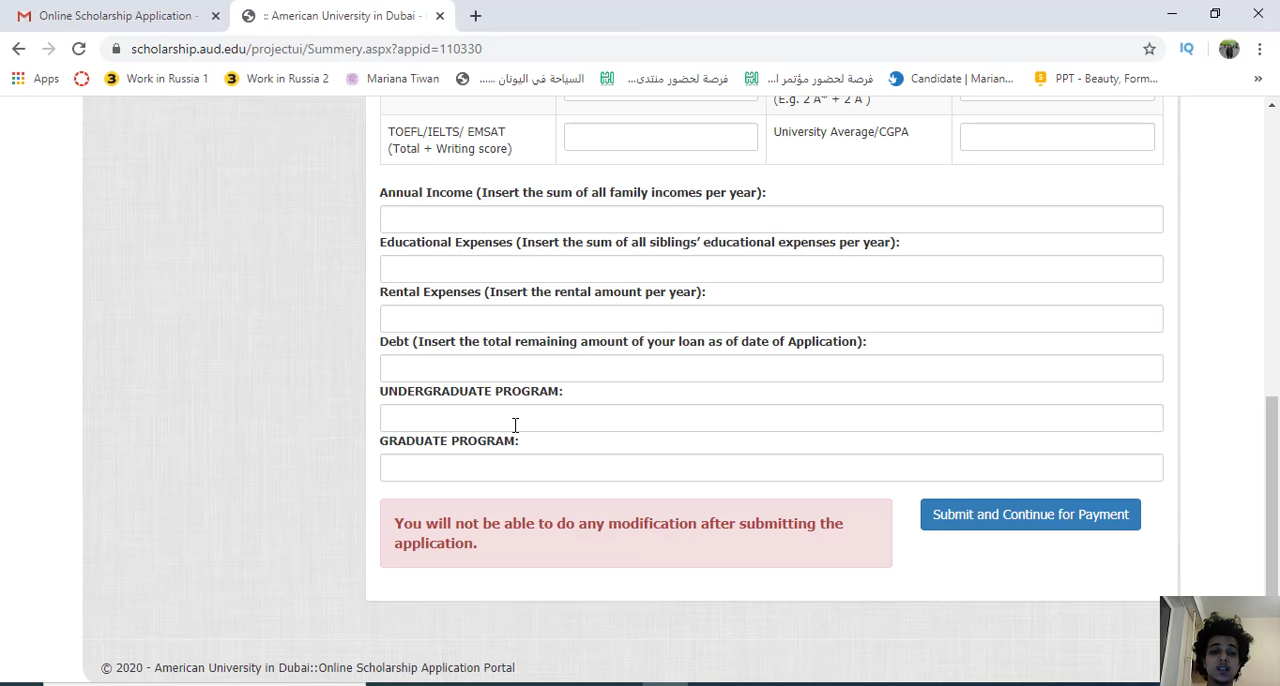 Online Scholarship Application -
:: American University in Dubai -
scholarship.aud.edu/projectui/Summery.aspx?appid=110330
Apps
Work in Russia 1
Work in Russia 2
Mariana Tiwan
السياحة في اليونان .....
فرصة لحضور منتدى...
فرصة لحضور مؤتمر ا...
Candidate | Marian...
PPT - Beauty, Form...
»
IQ
TOEFL/IELTS/ EMSAT
(Total + Writing score)
University Average/CGPA
Annual Income (Insert the sum of all family incomes per year):
Educational Expenses (Insert the sum of all siblings’ educational expenses per year):
Rental Expenses (Insert the rental amount per year):
Debt (Insert the total remaining amount of your loan as of date of Application):
UNDERGRADUATE PROGRAM:
GRADUATE PROGRAM:
You will not be able to do any modification after submitting the
application.
Submit and Continue for Payment
© 2020 - American University in Dubai::Online Scholarship Application Portal